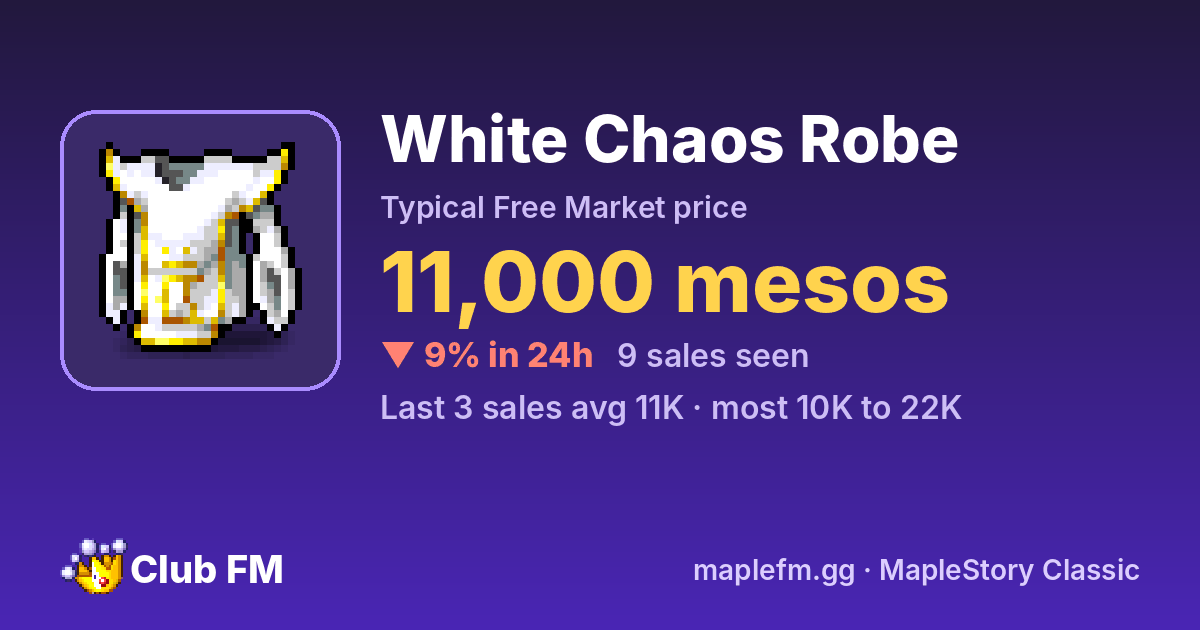 White Chaos Robe
Typical Free Market price
11,000 mesos
▼ 9% in 24h 9 sales seen
Last 3 sales avg 11K · most 10K to 22K
Club FM
maplefm.gg · MapleStory Classic